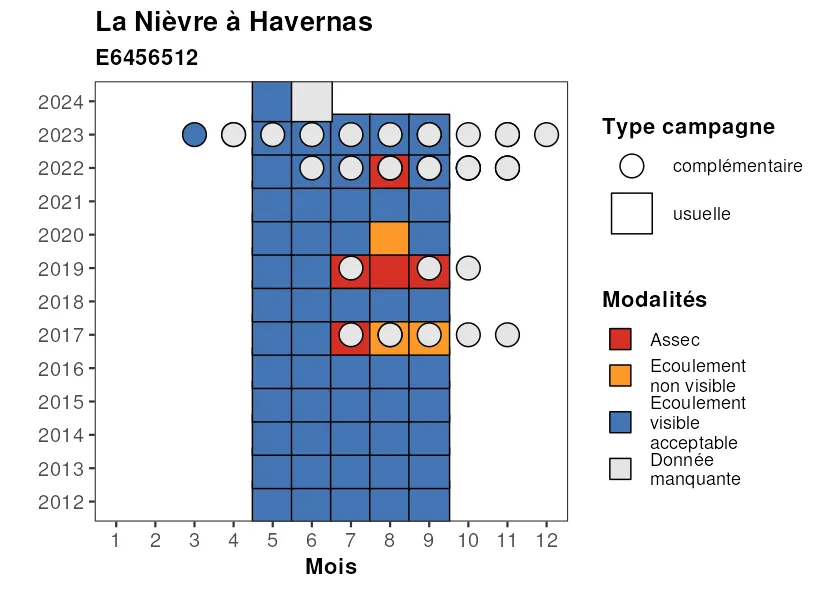 La Nièvre à Havernas
E6456512
2024
2023
2022
2021
2020
2019
2018
2017
2016
2015
2014
2013
2012
1 2 3 4 5 6 7 8 9 10 11 12
Mois
Type campagne
complémentaire
usuelle
Modalités
Assec
Ecoulement
non visible
Ecoulement
visible
acceptable
Donnée
manquante